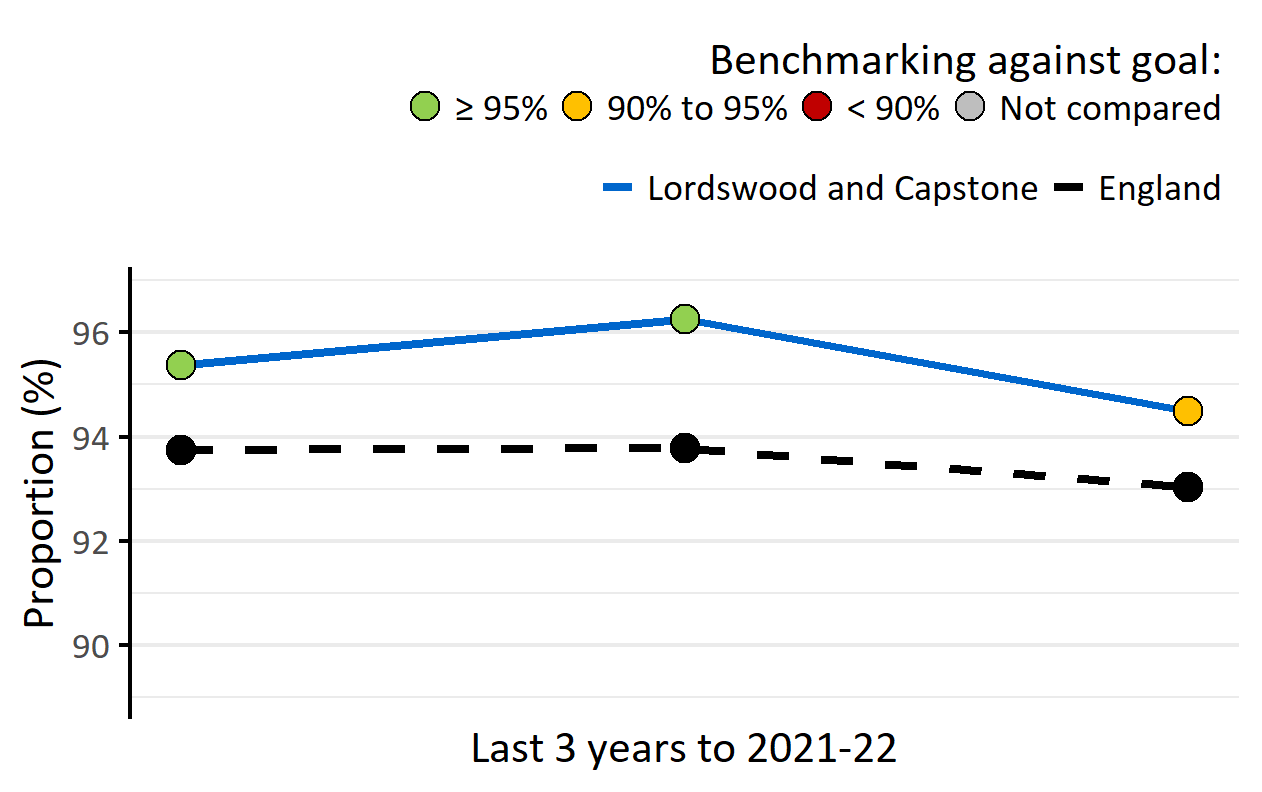 Benchmarking against goal:
≥ 95% 90% to 95% < 90% Not compared
Lordswood and Capstone England
96
94
92
90
Proportion (%)
Last 3 years to 2021-22